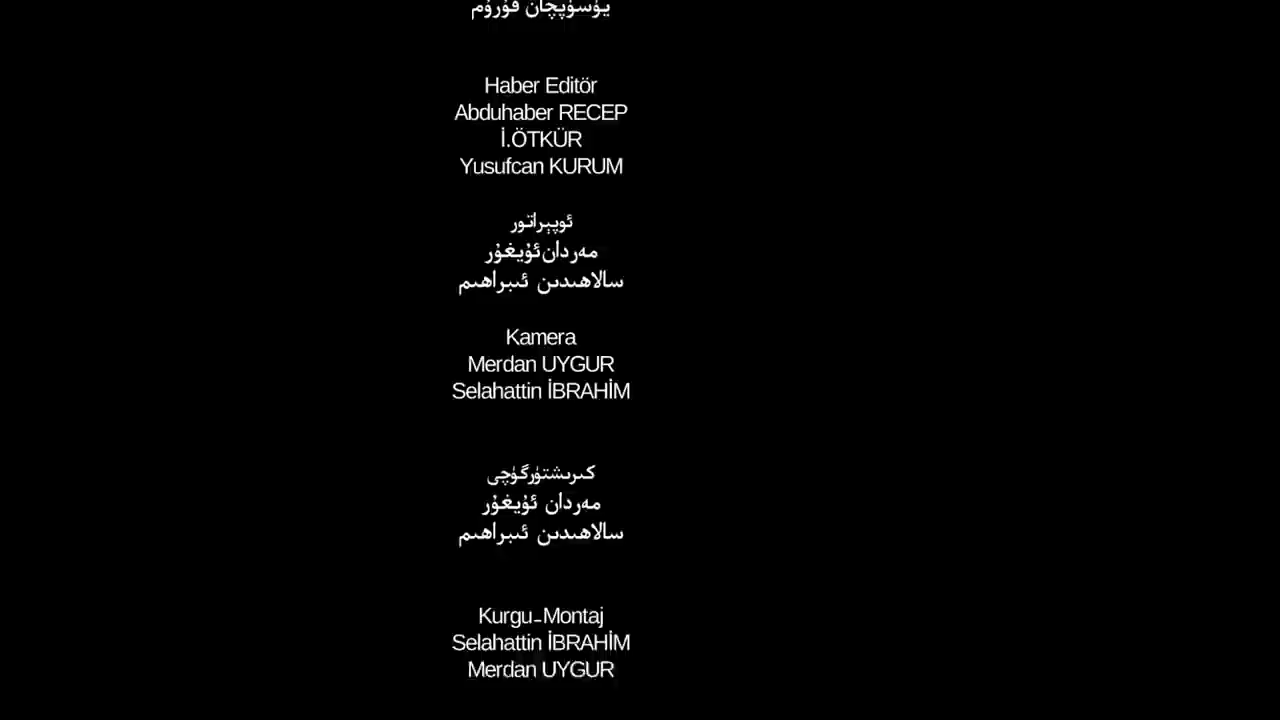 يۈسۈپچان قۇرۇم
Haber Editör
Abduhaber RECEP
İ.ÖTKÜR
Yusufcan KURUM
ئوپېراتور
مەردان ئۇيغۇر
سالاھىدىن ئىبراھىم
Kamera
Merdan UYGUR
Selahattin İBRAHİM
كىرىشتۈرگۈچى
مەردان ئۇيغۇر
سالاھىدىن ئىبراھىم
Kurgu-Montaj
Selahattin İBRAHİM
Merdan UYGUR